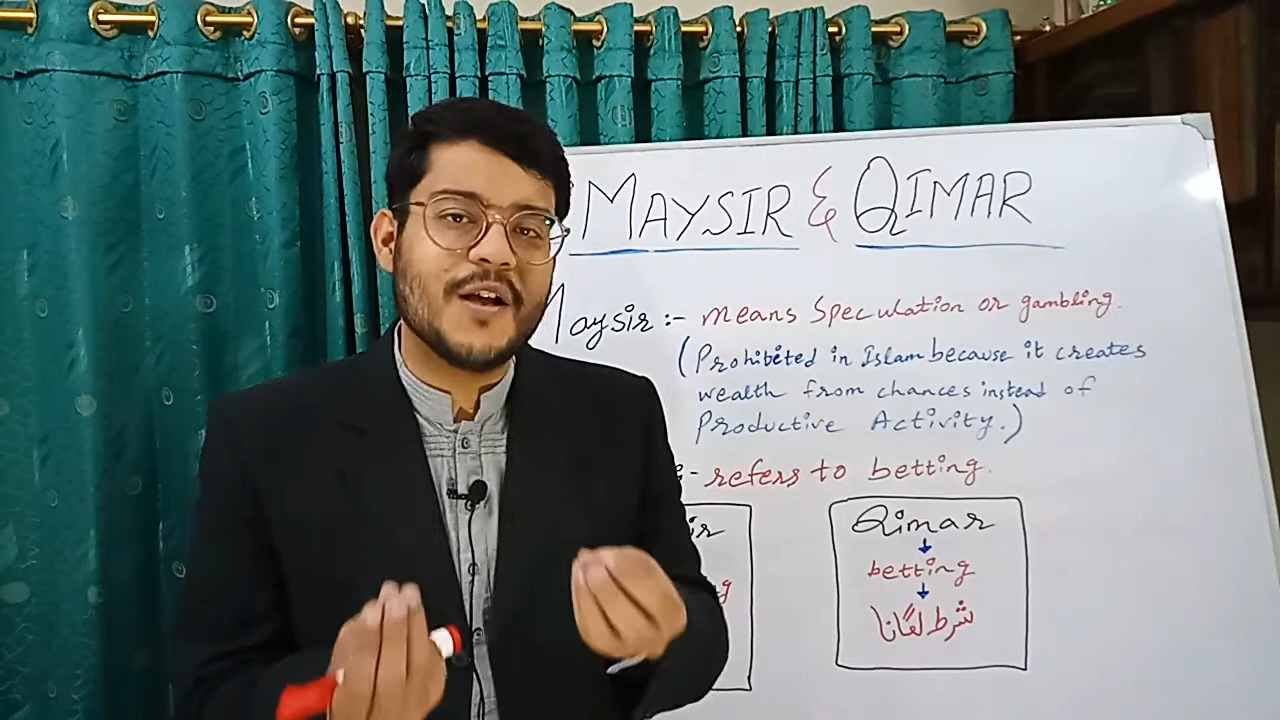 MAYSIR & QIMAR
Maysir :- means Speculation or gambling.
(Prohibited in Islam because it creates
wealth from chances instead of
Productive Activity.)
:- refers to betting.
Qimar
betting
شرط لگانا